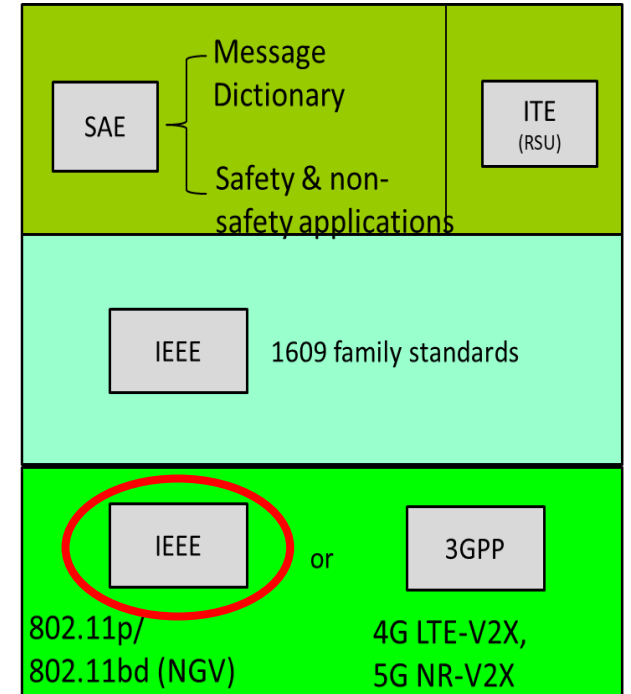 SAE
Message
Dictionary
Safety & non-
safety applications
ITE
(RSU)
IEEE
1609 family standards
IEEE
or
3GPP
802.11p/
802.11bd (NGV)
4G LTE-V2X,
5G NR-V2X